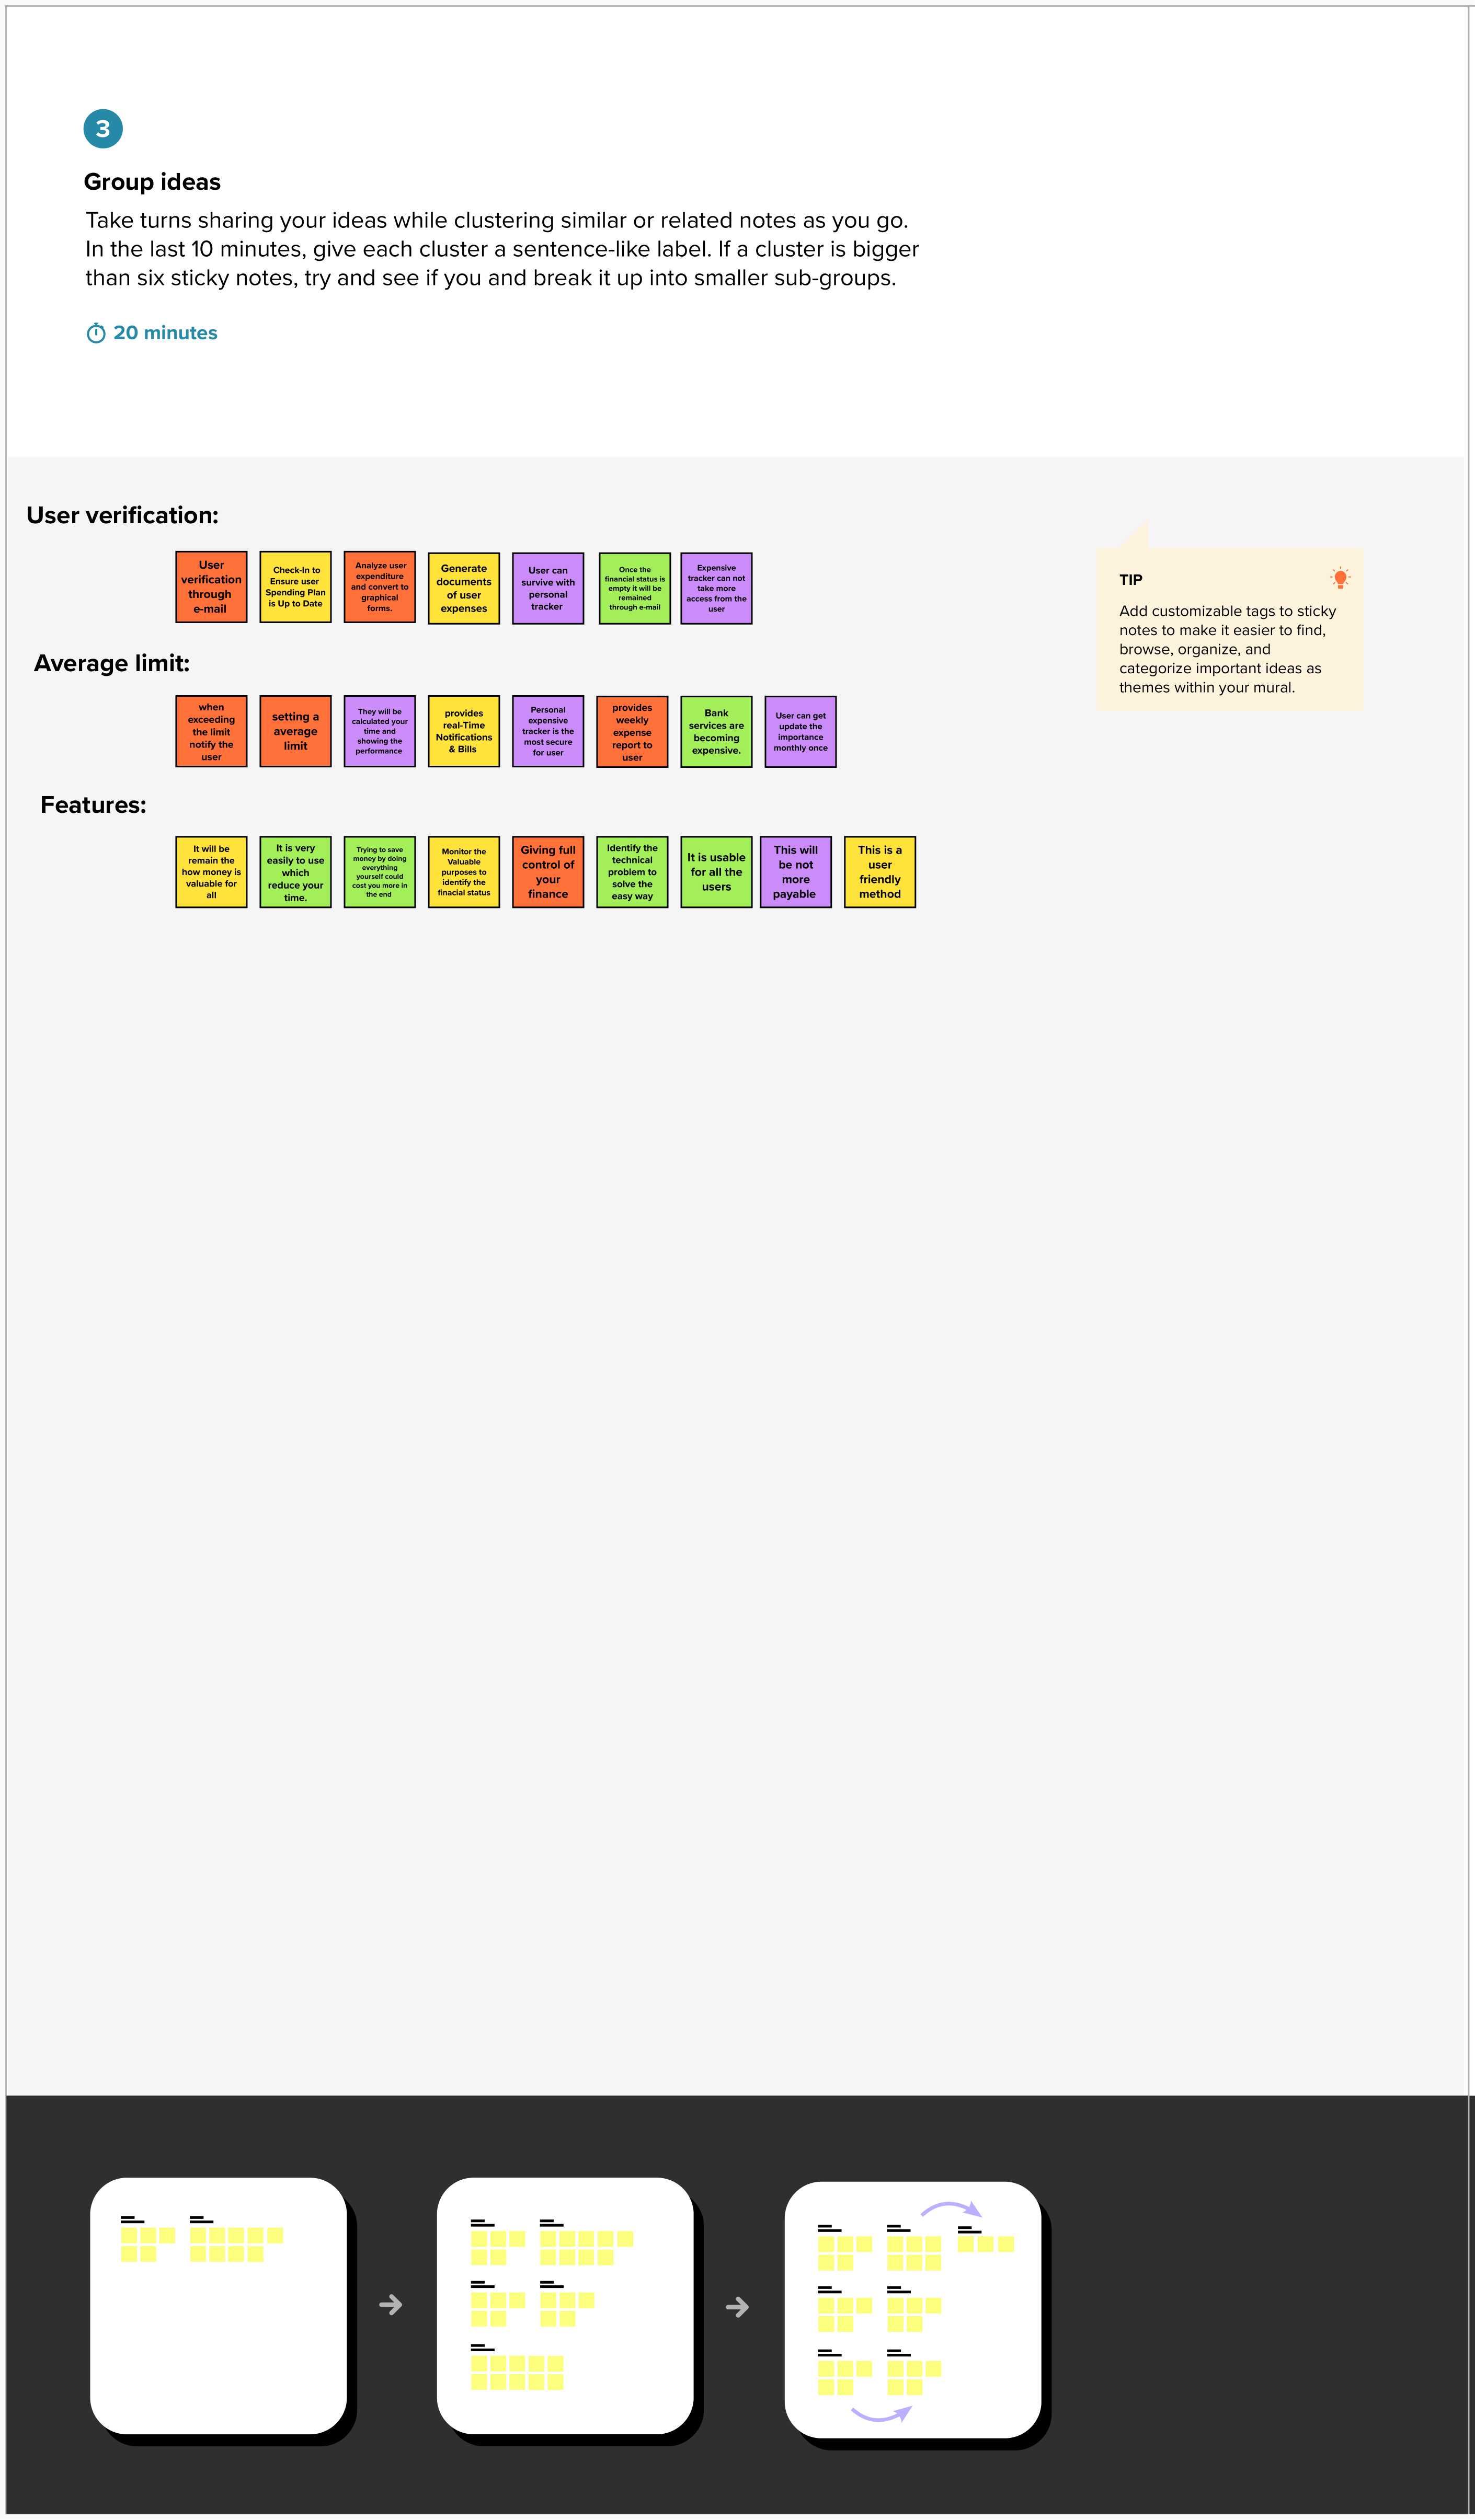 3
Group ideas
Take turns sharing your ideas while clustering similar or related notes as you go.
In the last 10 minutes, give each cluster a sentence-like label. If a cluster is bigger
than six sticky notes, try and see if you and break it up into smaller sub-groups.
20 minutes
User verification:
User
verification
through
e-mail
Check-In to
Ensure user
Spending Plan
is Up to Date
Analyze user
expenditure
and convert to
graphical
forms.
Generate
documents
of user
expenses
User can
survive with
personal
tracker
Once the
financial status is
empty it will be
remained
through e-mail
Expensive
tracker can not
take more
access from the
user
TIP
Add customizable tags to sticky
notes to make it easier to find,
browse, organize, and
categorize important ideas as
themes within your mural.
Average limit:
when
exceeding
the limit
notify the
user
setting a
average
limit
They will be
calculated your
time and
showing the
performance
provides
real-Time
Notifications
& Bills
Personal
expensive
tracker is the
most secure
for user
provides
weekly
expense
report to
user
Bank
services are
becoming
expensive.
User can get
update the
importance
monthly once
Features:
It will be
remain the
how money is
valuable for
all
It is very
easily to use
which
reduce your
time.
Trying to save
money by doing
everything
yourself could
cost you more in
the end
Monitor the
Valuable
purposes to
identify the
finacial status
Giving full
control of
your
finance
Identify the
technical
problem to
solve the
easy way
It is usable
for all the
users
This will
be not
more
payable
This is a
user
friendly
method